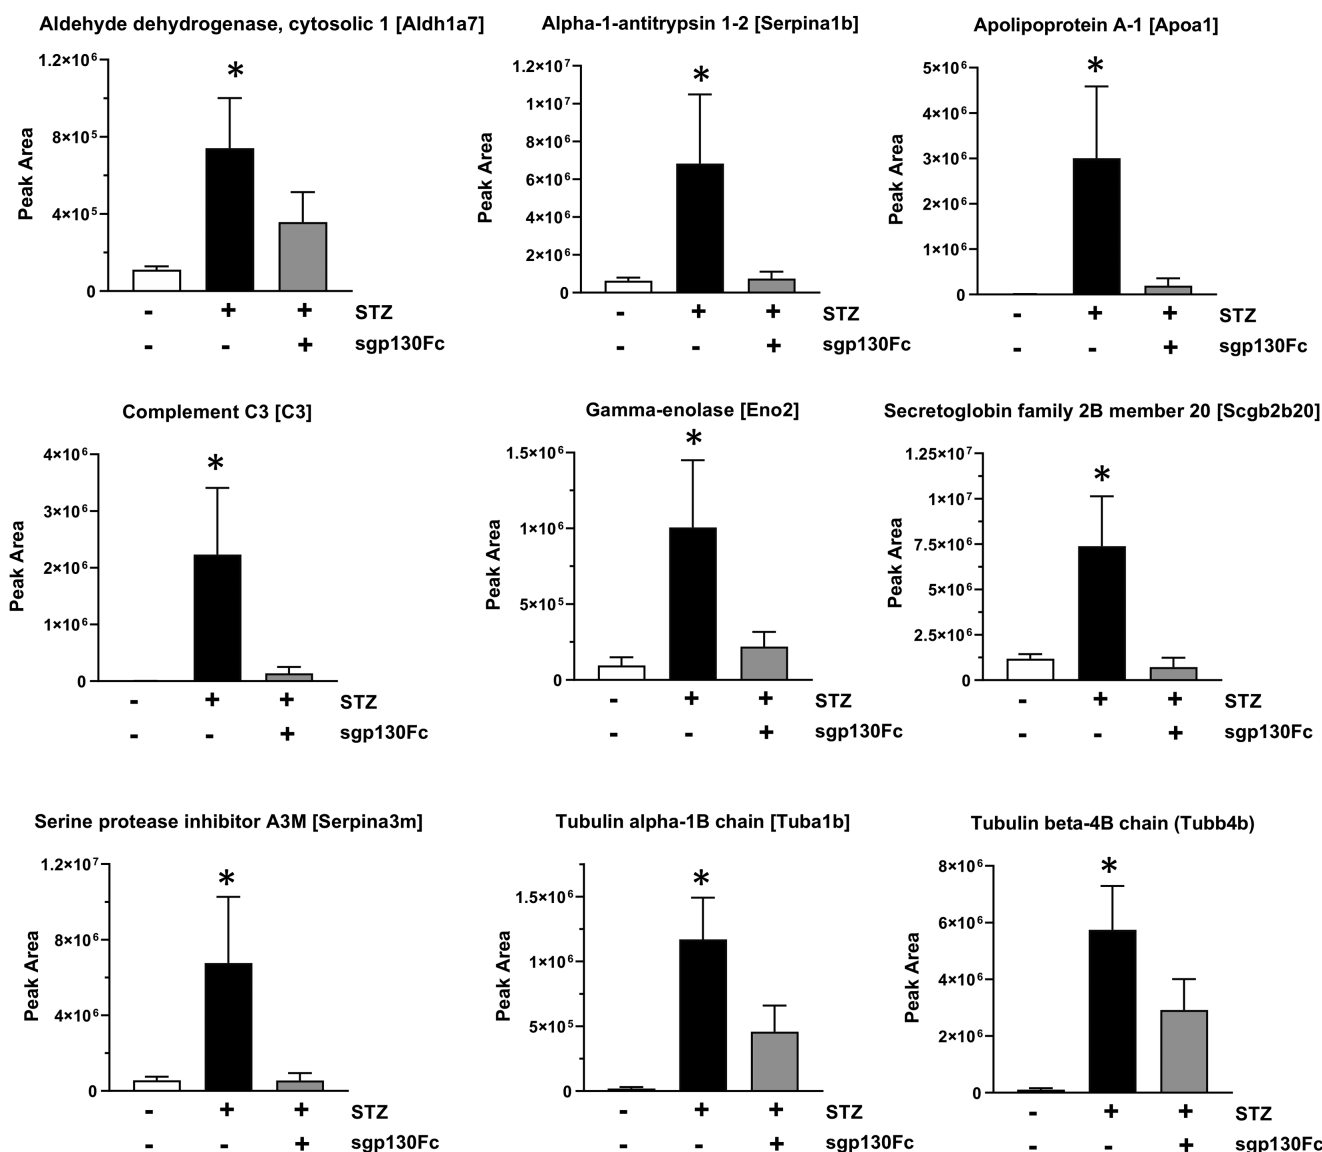 Aldehyde dehydrogenase, cytosolic 1 [Aldh1a7]
Peak Area
1.2×10⁶
8×10⁵
4×10⁵
0
*
- + + STZ
- - + sgp130Fc
Alpha-1-antitrypsin 1-2 [Serpina1b]
Peak Area
1.2×10⁷
1×10⁷
8×10⁶
6×10⁶
4×10⁶
2×10⁶
0
*
- + + STZ
- - + sgp130Fc
Apolipoprotein A-1 [Apoa1]
Peak Area
5×10⁶
4×10⁶
3×10⁶
2×10⁶
1×10⁶
0
*
- + + STZ
- - + sgp130Fc
Complement C3 [C3]
Peak Area
4×10⁶
3×10⁶
2×10⁶
1×10⁶
0
*
- + + STZ
- - + sgp130Fc
Gamma-enolase [Eno2]
Peak Area
1.5×10⁶
1×10⁶
5×10⁵
0
*
- + + STZ
- - + sgp130Fc
Secretoglobin family 2B member 20 [Scgb2b20]
Peak Area
1.25×10⁷
1×10⁷
7.5×10⁶
5×10⁶
2.5×10⁶
0
*
- + + STZ
- - + sgp130Fc
Serine protease inhibitor A3M [Serpina3m]
Peak Area
1.2×10⁷
8×10⁶
4×10⁶
0
*
- + + STZ
- - + sgp130Fc
Tubulin alpha-1B chain [Tuba1b]
Peak Area
1.5×10⁶
1×10⁶
5×10⁵
0
*
- + + STZ
- - + sgp130Fc
Tubulin beta-4B chain (Tubb4b)
Peak Area
8×10⁶
6×10⁶
4×10⁶
2×10⁶
0
*
- + + STZ
- - + sgp130Fc